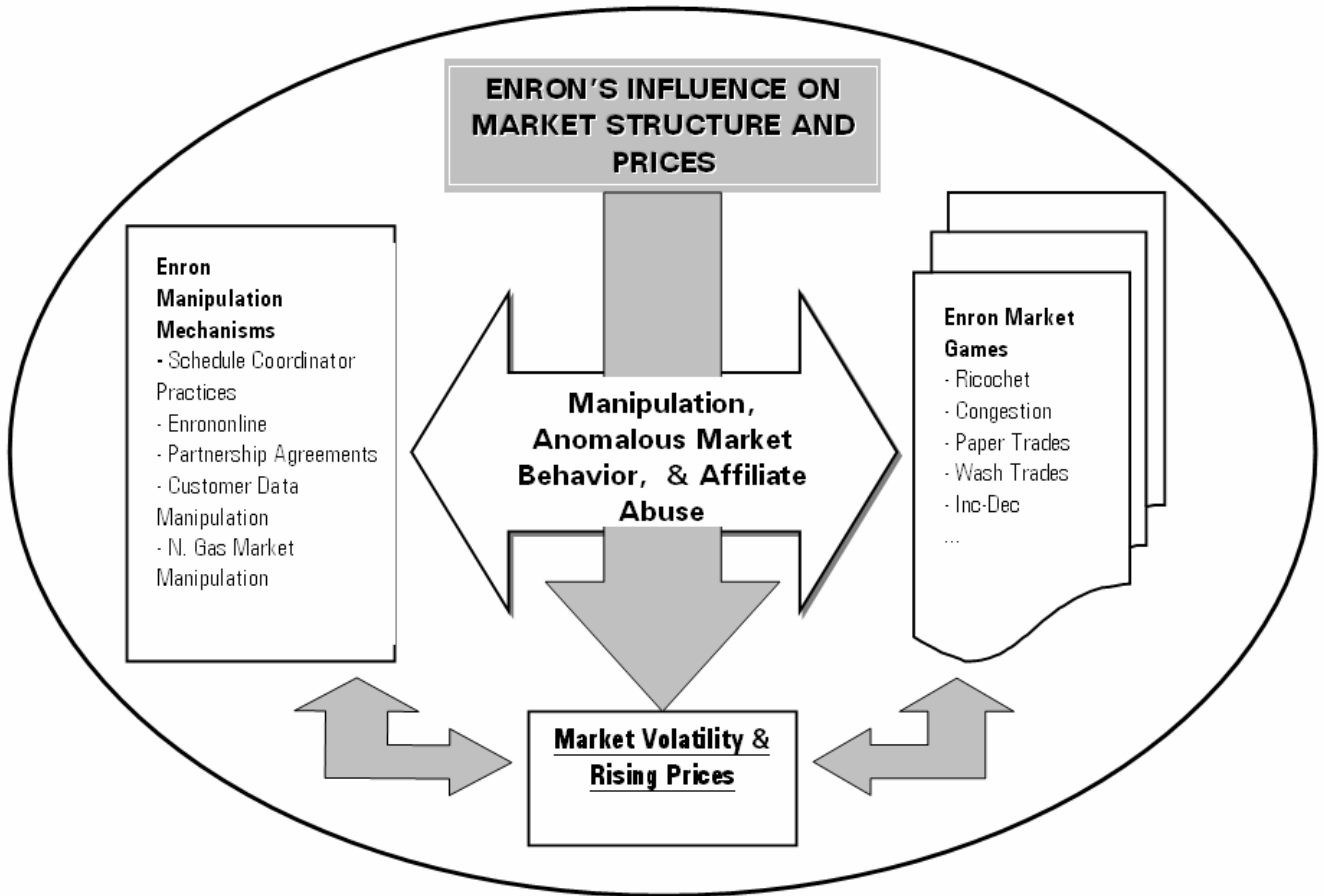 ENRON'S INFLUENCE ON
MARKET STRUCTURE AND
PRICES
Enron
Manipulation
Mechanisms
- Schedule Coordinator
Practices
- Enrononline
- Partnership Agreements
- Customer Data
Manipulation
- N. Gas Market
Manipulation
Manipulation,
Anomalous Market
Behavior, & Affiliate
Abuse
Enron Market
Games
- Ricochet
- Congestion
- Paper Trades
- Wash Trades
- Inc-Dec
...
Market Volatility &
Rising Prices